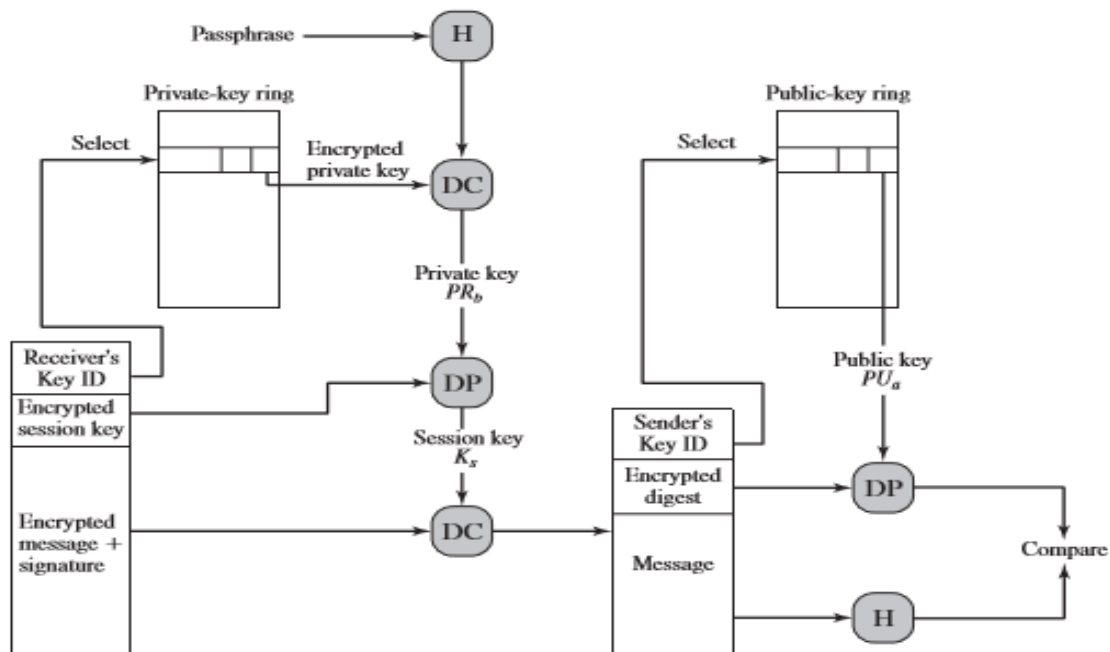 Passphrase
H
Private-key ring
Public-key ring
Select
Encrypted
private key
Select
DC
Private key
PRb
Receiver's
Key ID
DP
Public key
PUa
Encrypted
session key
Session key
Ks
Sender's
Key ID
Encrypted
digest
DP
Encrypted
message +
signature
DC
Message
Compare
H